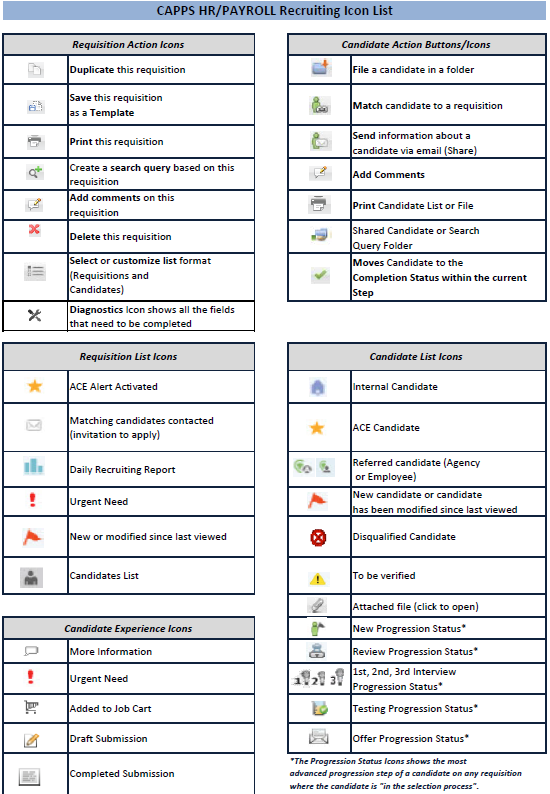 CAPPS HR/PAYROLL Recruiting Icon List
Requisition Action Icons
Duplicate this requisition
Save this requisition
as a Template
Print this requisition
Create a search query based on this
requisition
Add comments on this
requisition
Delete this requisition
Select or customize list format
(Requisitions and
Candidates)
Diagnostics Icon shows all the fields
that need to be completed
Candidate Action Buttons/Icons
File a candidate in a folder
Match candidate to a requisition
Send information about a
candidate via email (Share)
Add Comments
Print Candidate List or File
Shared Candidate or Search
Query Folder
Moves Candidate to the
Completion Status within the current
Step
Requisition List Icons
ACE Alert Activated
Matching candidates contacted
(invitation to apply)
Daily Recruiting Report
Urgent Need
New or modified since last viewed
Candidates List
Candidate List Icons
Internal Candidate
ACE Candidate
Referred candidate (Agency
or Employee)
New candidate or candidate
has been modified since last viewed
Disqualified Candidate
To be verified
Attached file (click to open)
New Progression Status*
Review Progression Status*
1 2 3
1st, 2nd, 3rd Interview
Progression Status*
Testing Progression Status*
Offer Progression Status*
*The Progression Status Icons shows the most
advanced progression step of a candidate on any requisition
where the candidate is "in the selection process".
Candidate Experience Icons
More Information
Urgent Need
Added to Job Cart
Draft Submission
Completed Submission